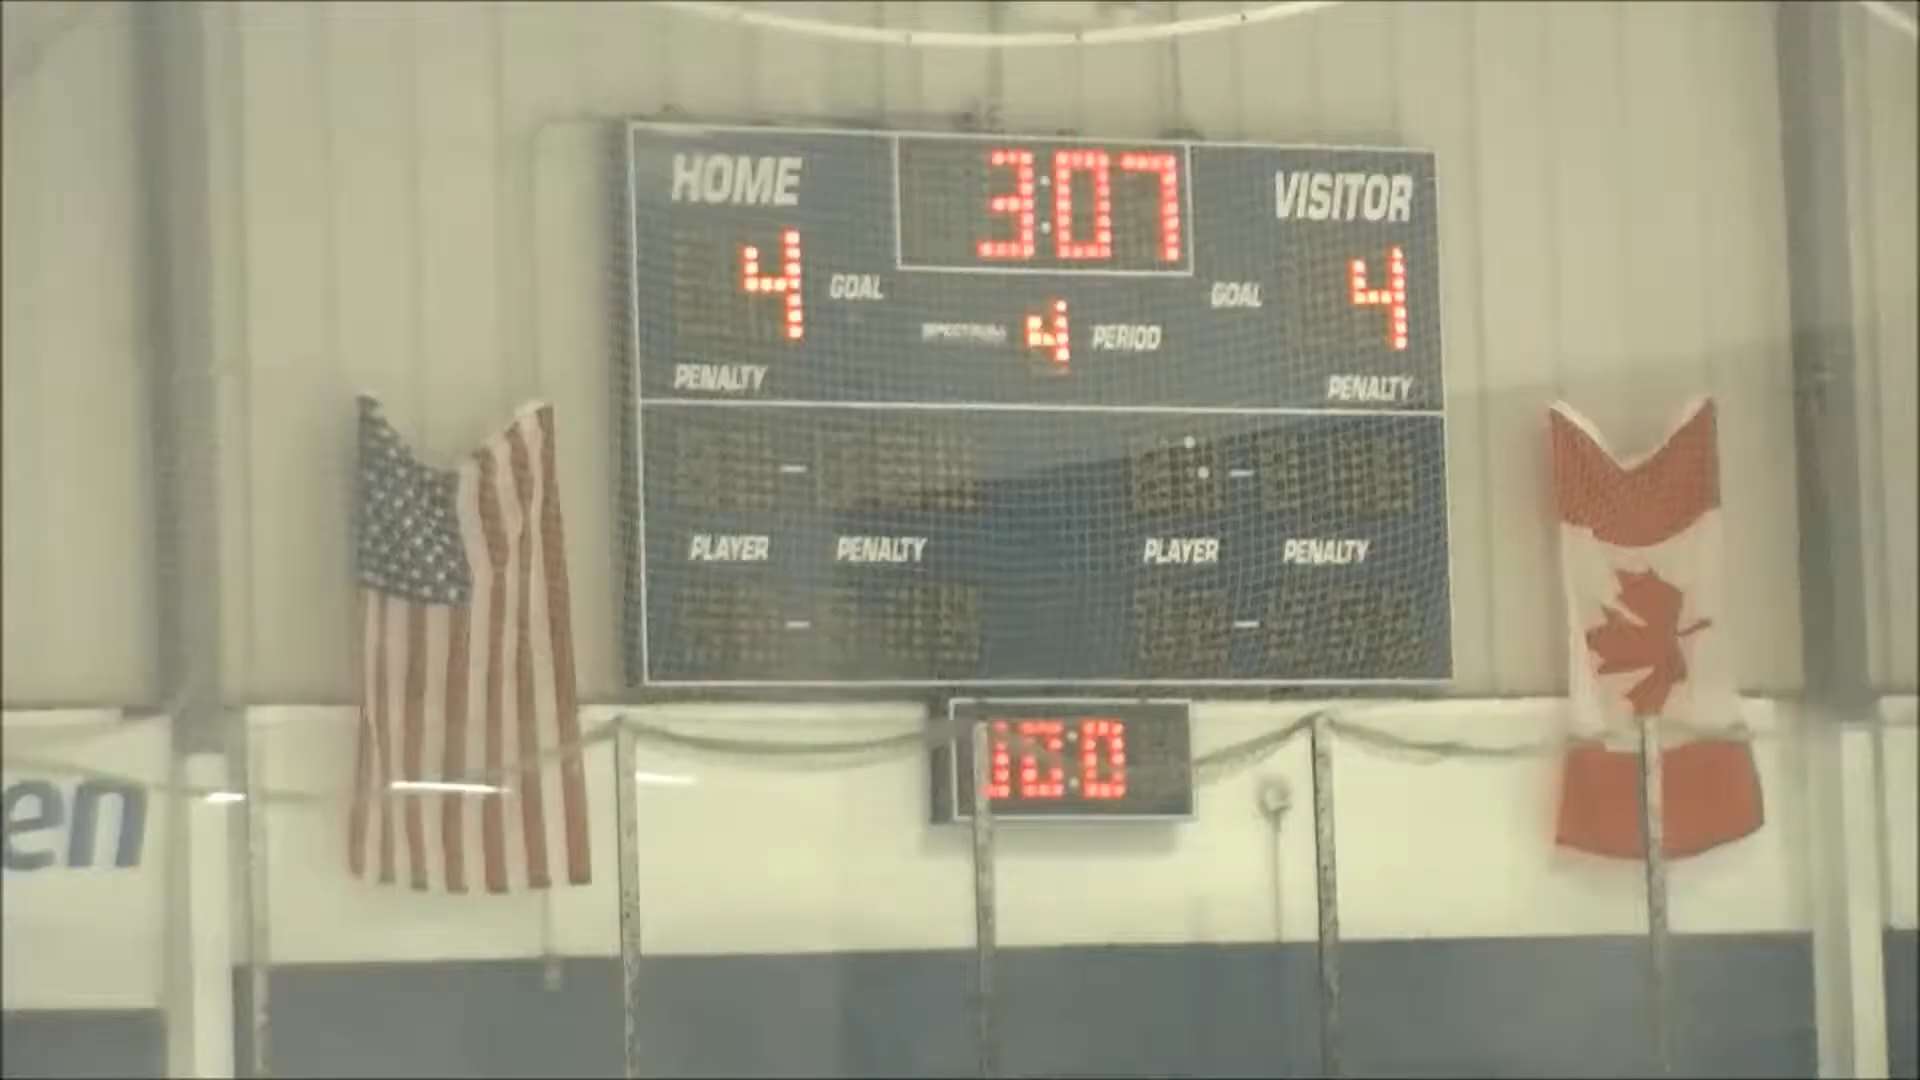 HOME 3:07 VISITOR
4 GOAL GOAL 4
4 PERIOD
PENALTY PENALTY
PLAYER PENALTY PLAYER PENALTY
en